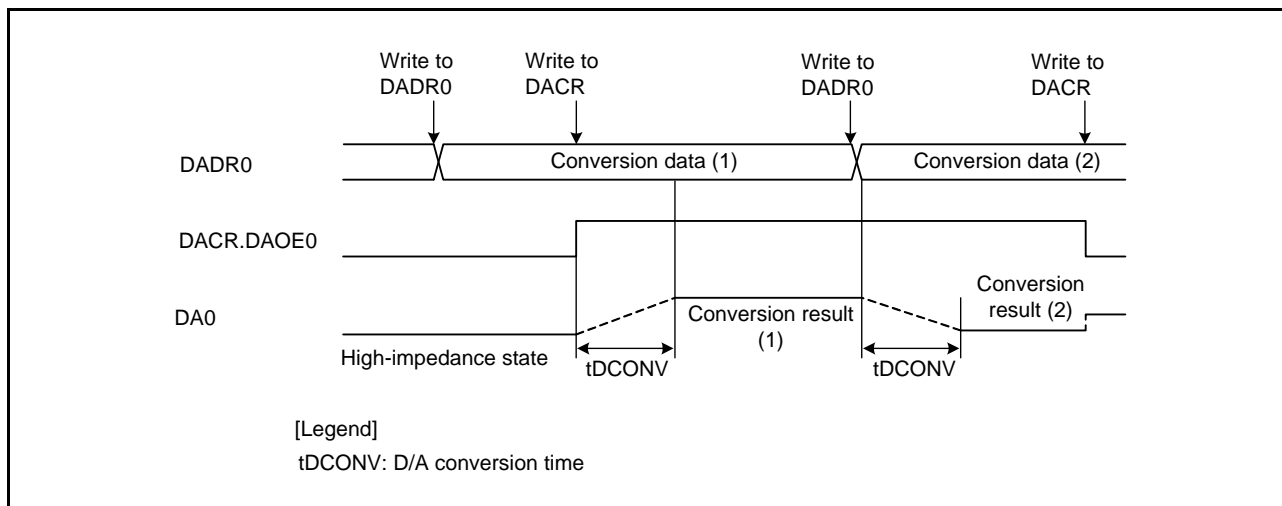 Write to
DADR0
Write to
DACR
Write to
DADR0
Write to
DACR
DADR0
Conversion data (1)
Conversion data (2)
DACR.DAOE0
DA0
High-impedance state
tDCONV
Conversion result
(1)
tDCONV
Conversion
result (2)
[Legend]
tDCONV: D/A conversion time